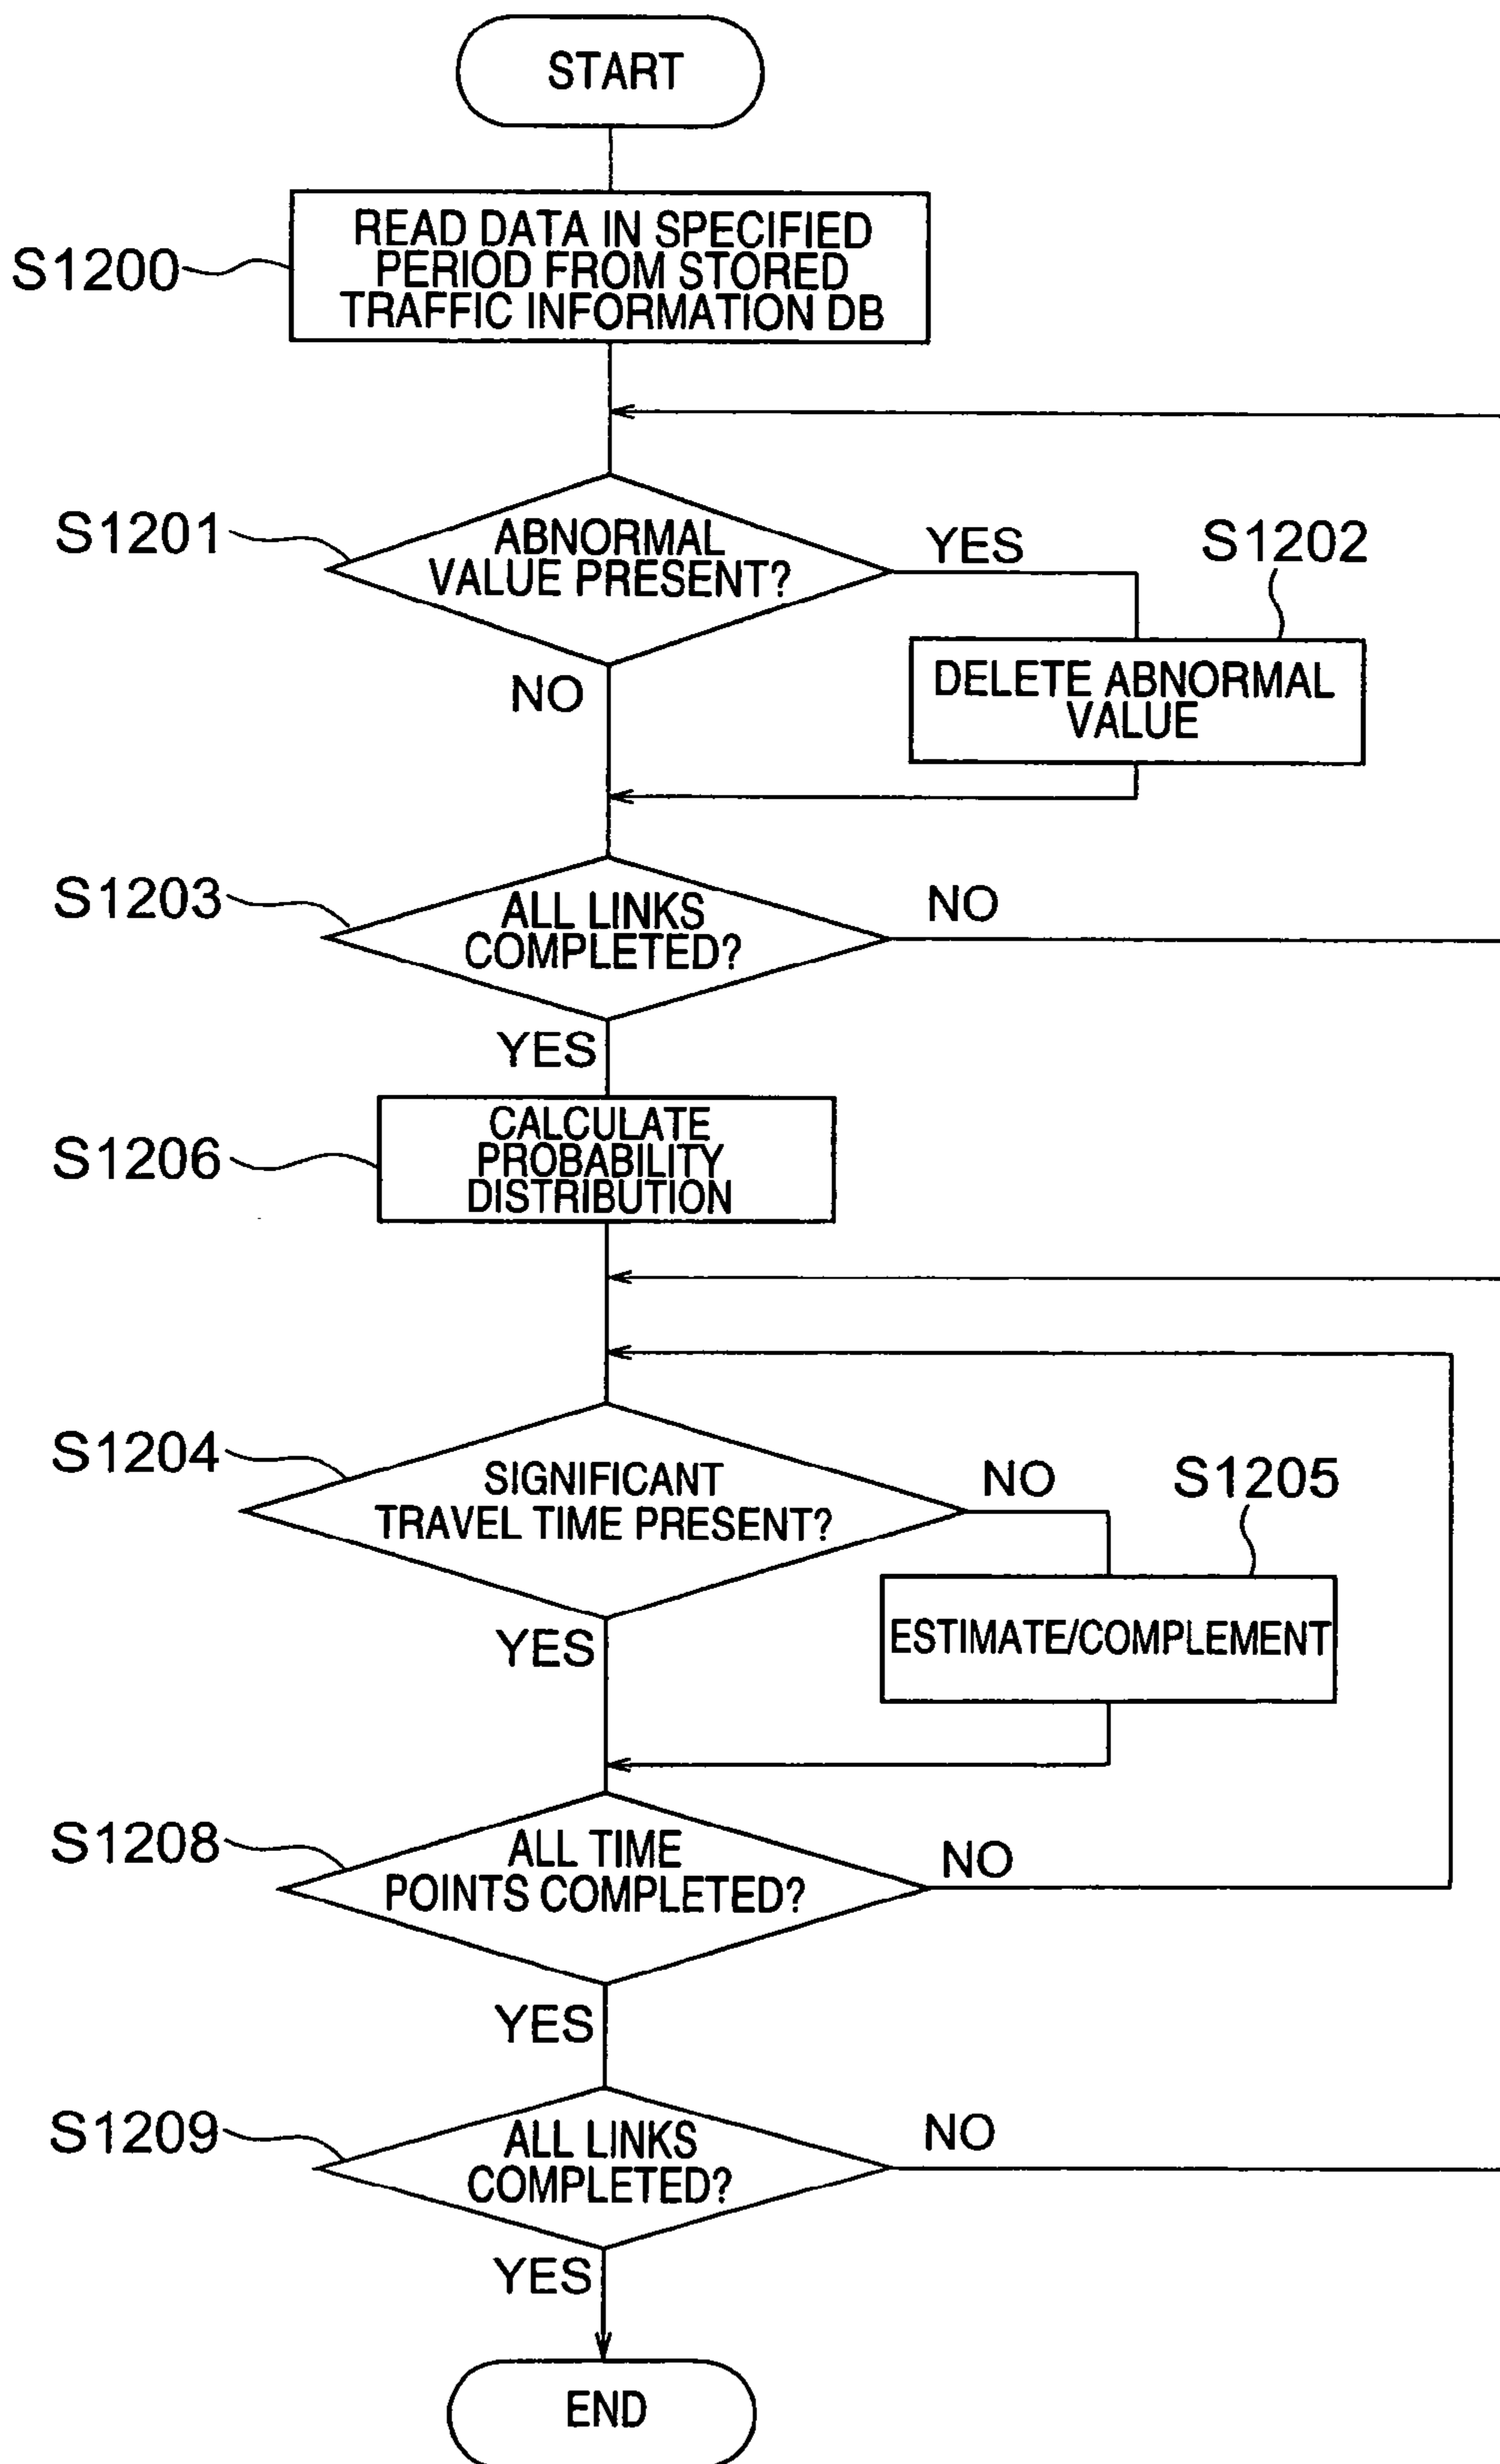 START
S1200
READ DATA IN SPECIFIED
PERIOD FROM STORED
TRAFFIC INFORMATION DB
S1201
ABNORMAL
VALUE PRESENT?
YES
S1202
NO
DELETE ABNORMAL
VALUE
S1203
ALL LINKS
COMPLETED?
NO
YES
S1206
CALCULATE
PROBABILITY
DISTRIBUTION
S1204
SIGNIFICANT
TRAVEL TIME PRESENT?
NO
S1205
YES
ESTIMATE/COMPLEMENT
S1208
ALL TIME
POINTS COMPLETED?
NO
YES
S1209
ALL LINKS
COMPLETED?
NO
YES
END